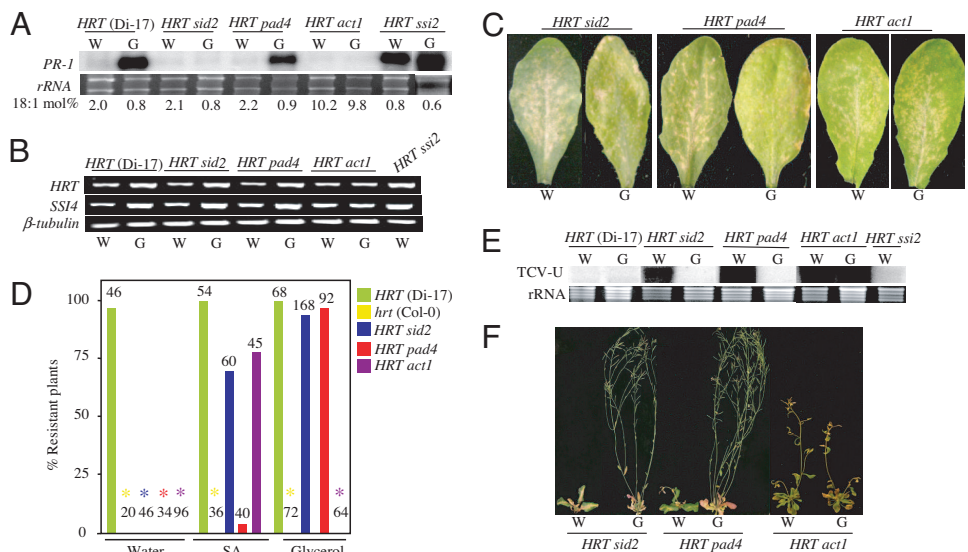 A
HRT (Di-17) HRT sid2 HRT pad4 HRT act1 HRT ssi2
W G W G W G W G W G
PR-1
rRNA
18:1 mol% 2.0 0.8 2.1 0.8 2.2 0.9 10.2 9.8 0.8 0.6
B
HRT (Di-17) HRT sid2 HRT pad4 HRT act1 HRT ssi2
HRT
SSI4
β-tubulin
W G W G W G W G W
C
HRT sid2 HRT pad4 HRT act1
W G W G W G
D
% Resistant plants
100
75
50
25
0
46 20 46 34 96
54 36 60 40 45
68 72 168 92 64
* * * * * * * *
Water SA Glycerol
HRT (Di-17)
hrt (Col-0)
HRT sid2
HRT pad4
HRT act1
E
HRT (Di-17) HRT sid2 HRT pad4 HRT act1 HRT ssi2
W G W G W G W G W
TCV-U
rRNA
F
W G W G W G
HRT sid2 HRT pad4 HRT act1